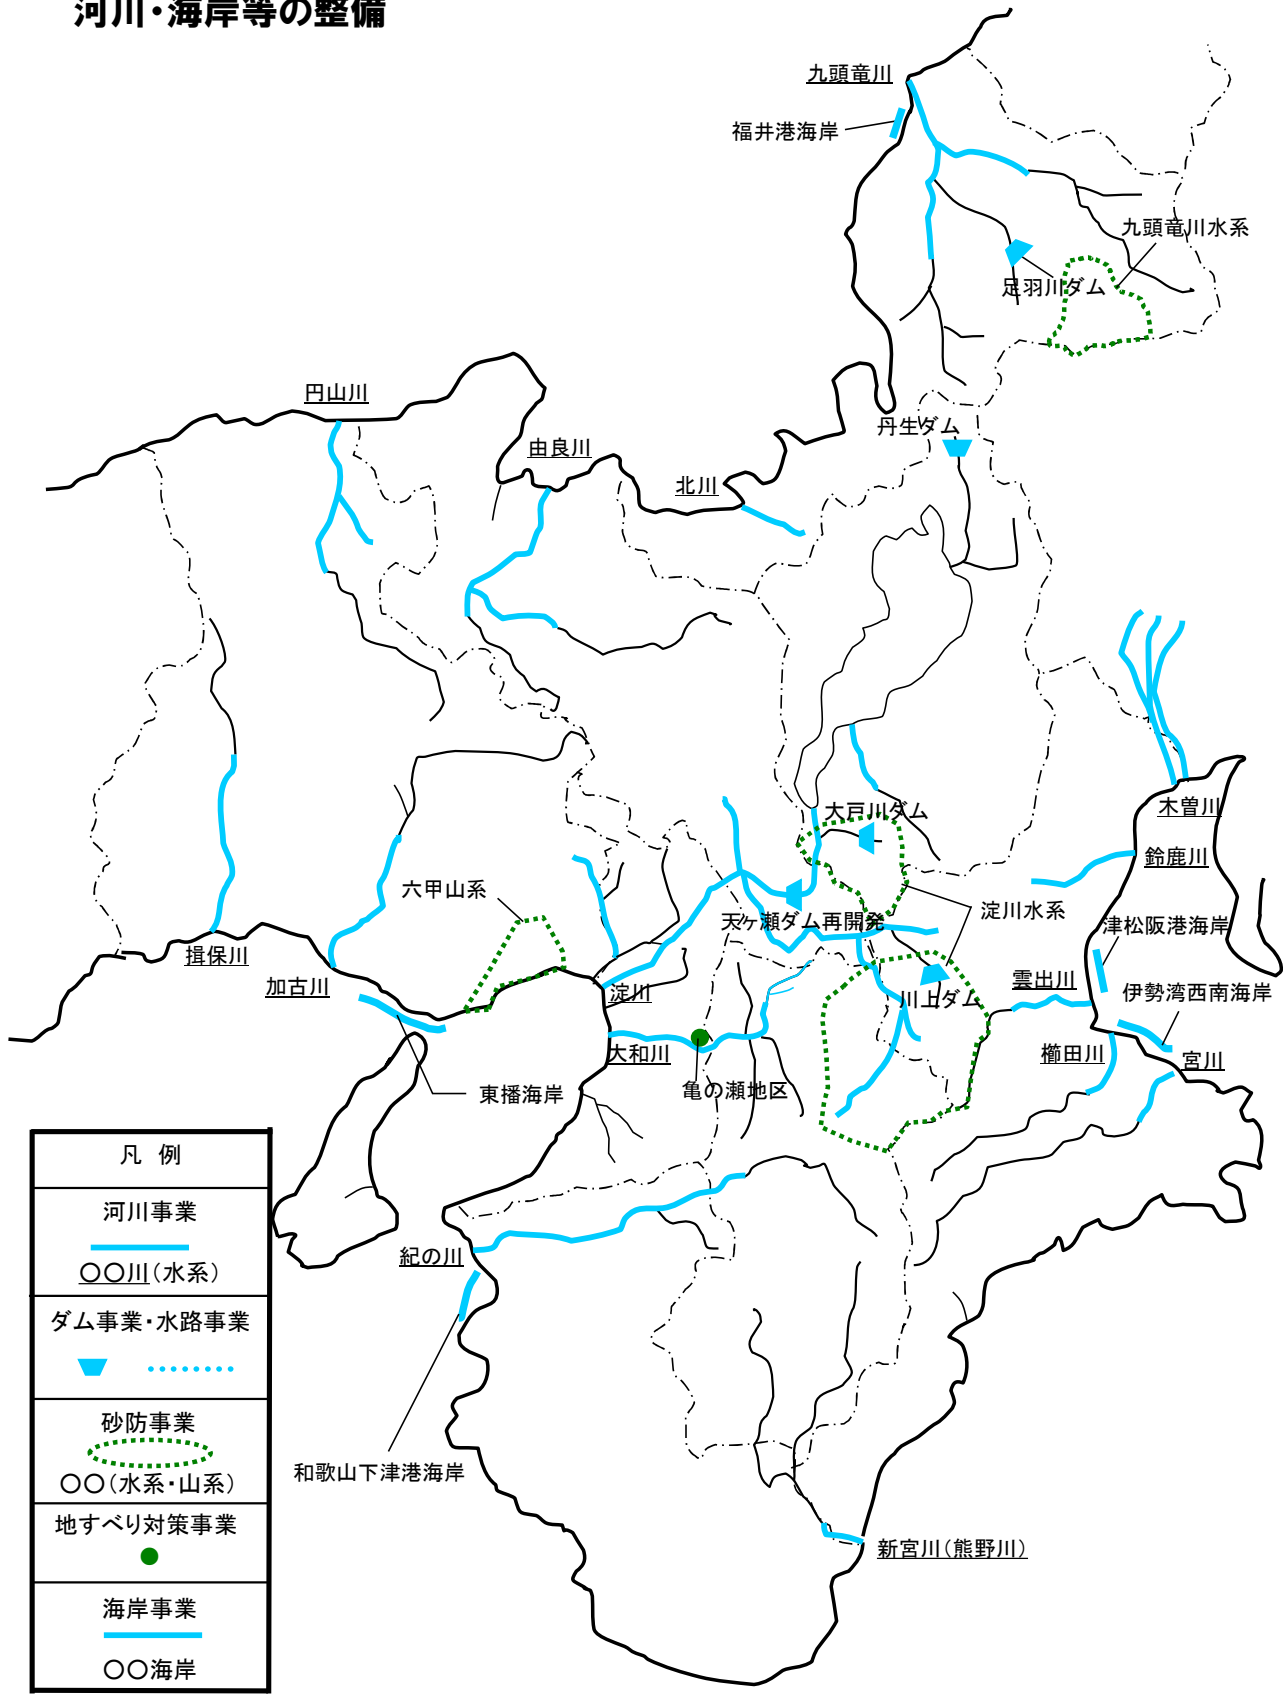 河川・海岸等の整備
九頭竜川
福井港海岸
九頭竜川水系
足羽川ダム
円山川
丹生ダム
由良川
北川
木曽川
大戸川ダム
鈴鹿川
六甲山系
淀川水系
天ヶ瀬ダム再開発
津松阪港海岸
揖保川
加古川
淀川
雲出川
伊勢湾西南海岸
川上ダム
大和川
櫛田川
宮川
東播海岸
亀の瀬地区
紀の川
和歌山下津港海岸
新宮川(熊野川)
凡 例
河川事業
〇〇川(水系)
ダム事業・水路事業
砂防事業
〇〇(水系・山系)
地すべり対策事業
海岸事業
〇〇海岸